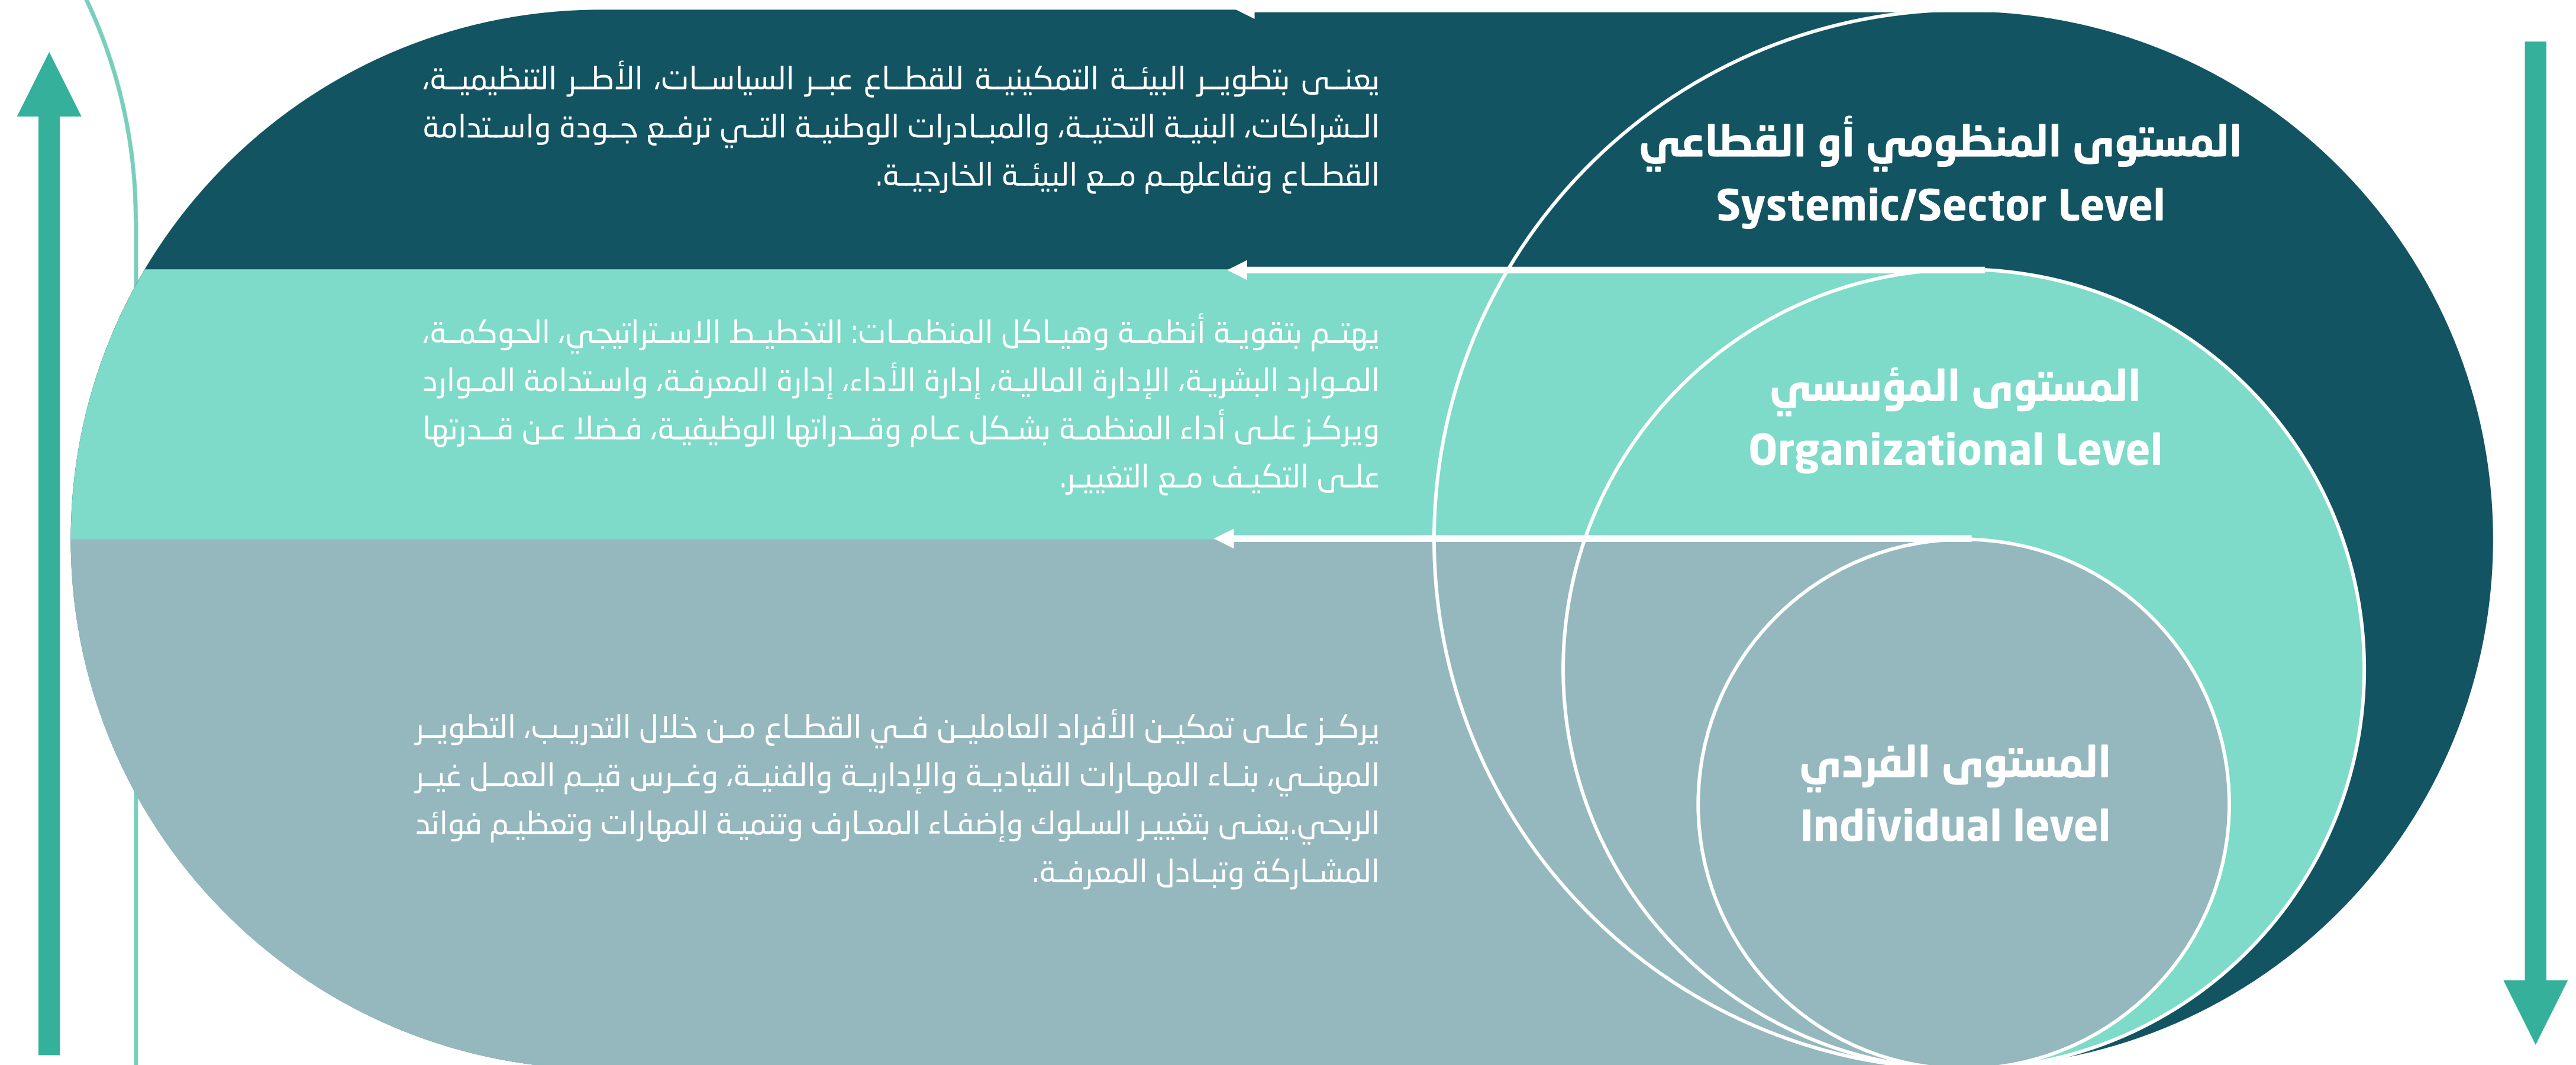 المستوى المنظومي أو القطاعي
Systemic/Sector Level
يعنى بتطوير البيئة التمكينية للقطاع عبر السياسات، الأطر التنظيمية،
الشراكات، البنية التحتية، والمبادرات الوطنية التي ترفع جودة واستدامة
القطاع وتفاعلهم مع البيئة الخارجية.
المستوى المؤسسي
Organizational Level
يهتم بتقوية أنظمة وهياكل المنظمات: التخطيط الاستراتيجي، الحوكمة،
الموارد البشرية، الإدارة المالية، إدارة الأداء، إدارة المعرفة، واستدامة الموارد
ويركز على أداء المنظمة بشكل عام وقدراتها الوظيفية، فضلا عن قدرتها
على التكيف مع التغيير.
المستوى الفردي
Individual level
يركز على تمكين الأفراد العاملين في القطاع من خلال التدريب، التطوير
المهني، بناء المهارات القيادية والإدارية والفنية، وغرس قيم العمل غير
الربحي.يعنى بتغيير السلوك وإضفاء المعارف وتنمية المهارات وتعظيم فوائد
المشاركة وتبادل المعرفة.